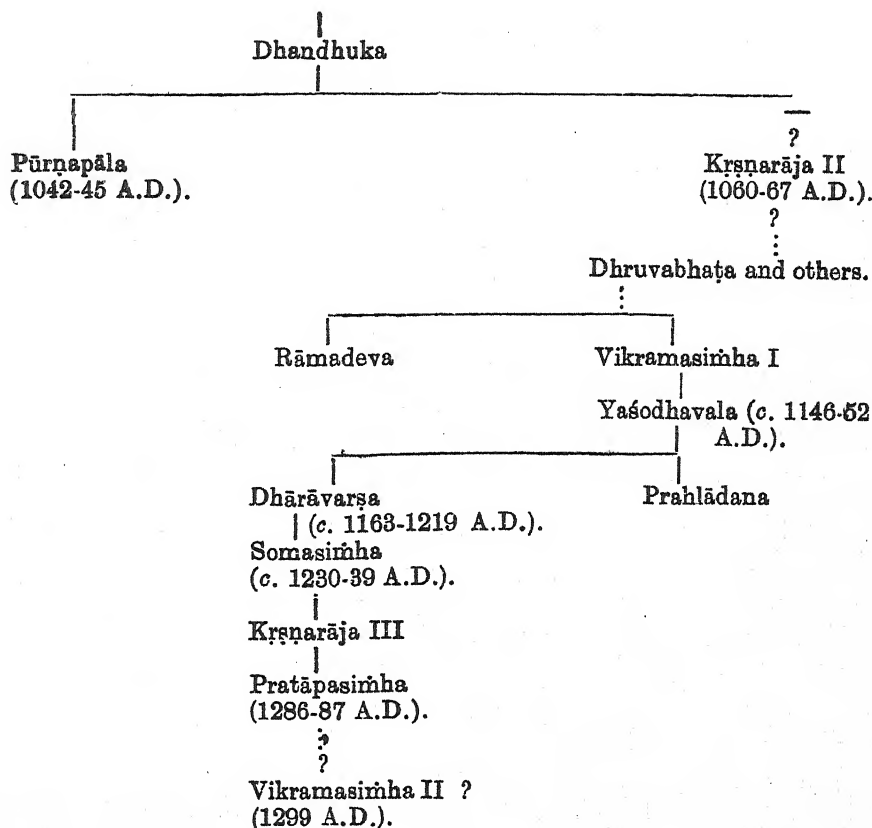 Dhandhuka
?
Pūrṇapāla
(1042-45 A.D.).
Kṛṣṇarāja II
(1060-67 A.D.).
?
Dhruvabhaṭa and others.
Rāmadeva
Vikramasiṁha I
Yaśodhavala (c. 1146-52
A.D.).
Dhārāvarṣa
(c. 1163-1219 A.D.).
Prahlādana
Somasiṁha
(c. 1230-39 A.D.).
Kṛṣṇarāja III
Pratāpasiṁha
(1286-87 A.D.).
?
Vikramasiṁha II ?
(1299 A.D.).